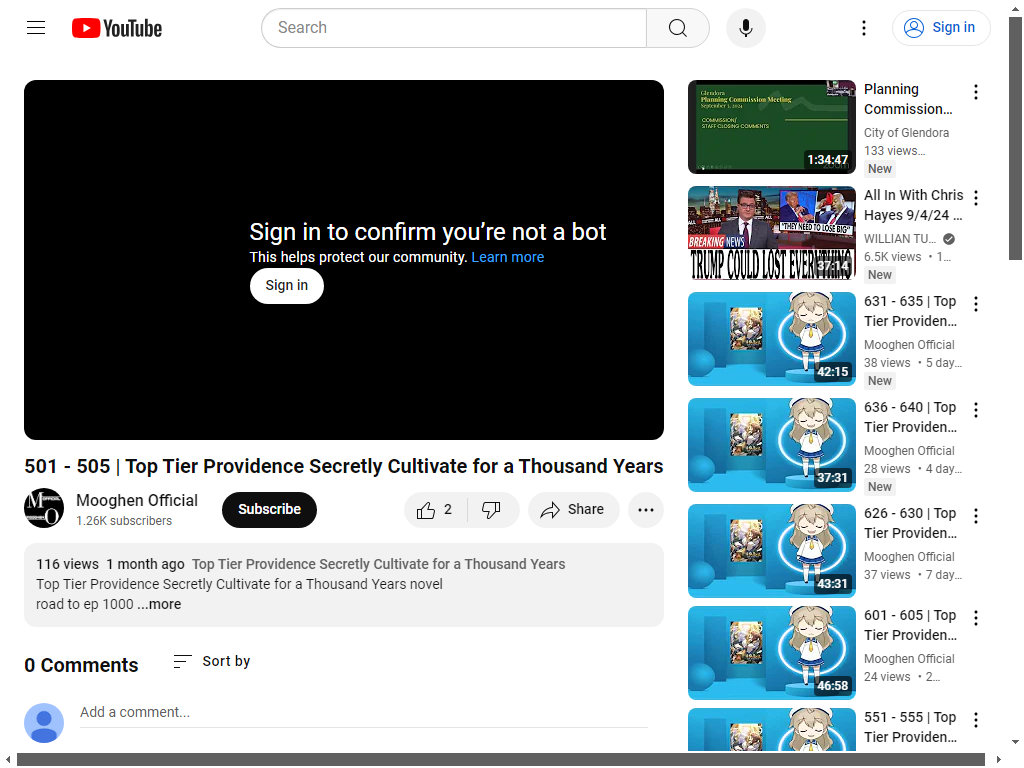 YouTube
Search
Sign in
Sign in to confirm you’re not a bot
This helps protect our community. Learn more
Sign in
501 - 505 | Top Tier Providence Secretly Cultivate for a Thousand Years
Mooghen Official
1.26K subscribers
Subscribe
2
Share
116 views 1 month ago Top Tier Providence Secretly Cultivate for a Thousand Years
Top Tier Providence Secretly Cultivate for a Thousand Years novel
road to ep 1000 ...more
0 Comments
Sort by
Add a comment...
Glendora
Planning Commission Meeting
September 3, 2024
COMMISSION/
STAFF CLOSING COMMENTS
1:34:47
Planning
Commission…
City of Glendora
133 views…
New
"THEY NEED TO LOSE BIG"
BREAKING NEWS
TRUMP COULD LOST EVERYTHING
37:14
All In With Chris
Hayes 9/4/24 …
WILLIAN TU…
6.5K views • 1…
New
42:15
631 - 635 | Top
Tier Providen…
Mooghen Official
38 views • 5 day…
New
37:31
636 - 640 | Top
Tier Providen…
Mooghen Official
28 views • 4 day…
New
43:31
626 - 630 | Top
Tier Providen…
Mooghen Official
37 views • 7 day…
46:58
601 - 605 | Top
Tier Providen…
Mooghen Official
24 views • 2…
551 - 555 | Top
Tier Providen…